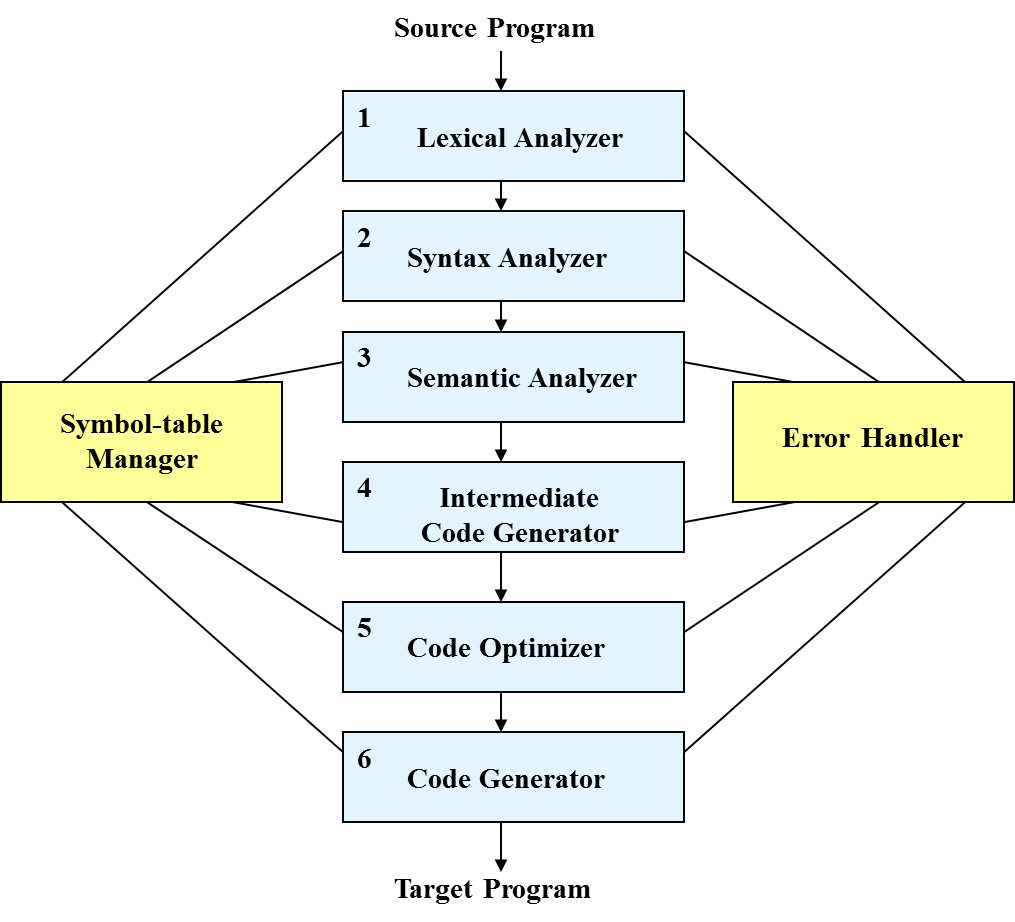 Source Program
1
Lexical Analyzer
2
Syntax Analyzer
3
Semantic Analyzer
Symbol-table
Manager
Error Handler
4
Intermediate
Code Generator
5
Code Optimizer
6
Code Generator
Target Program